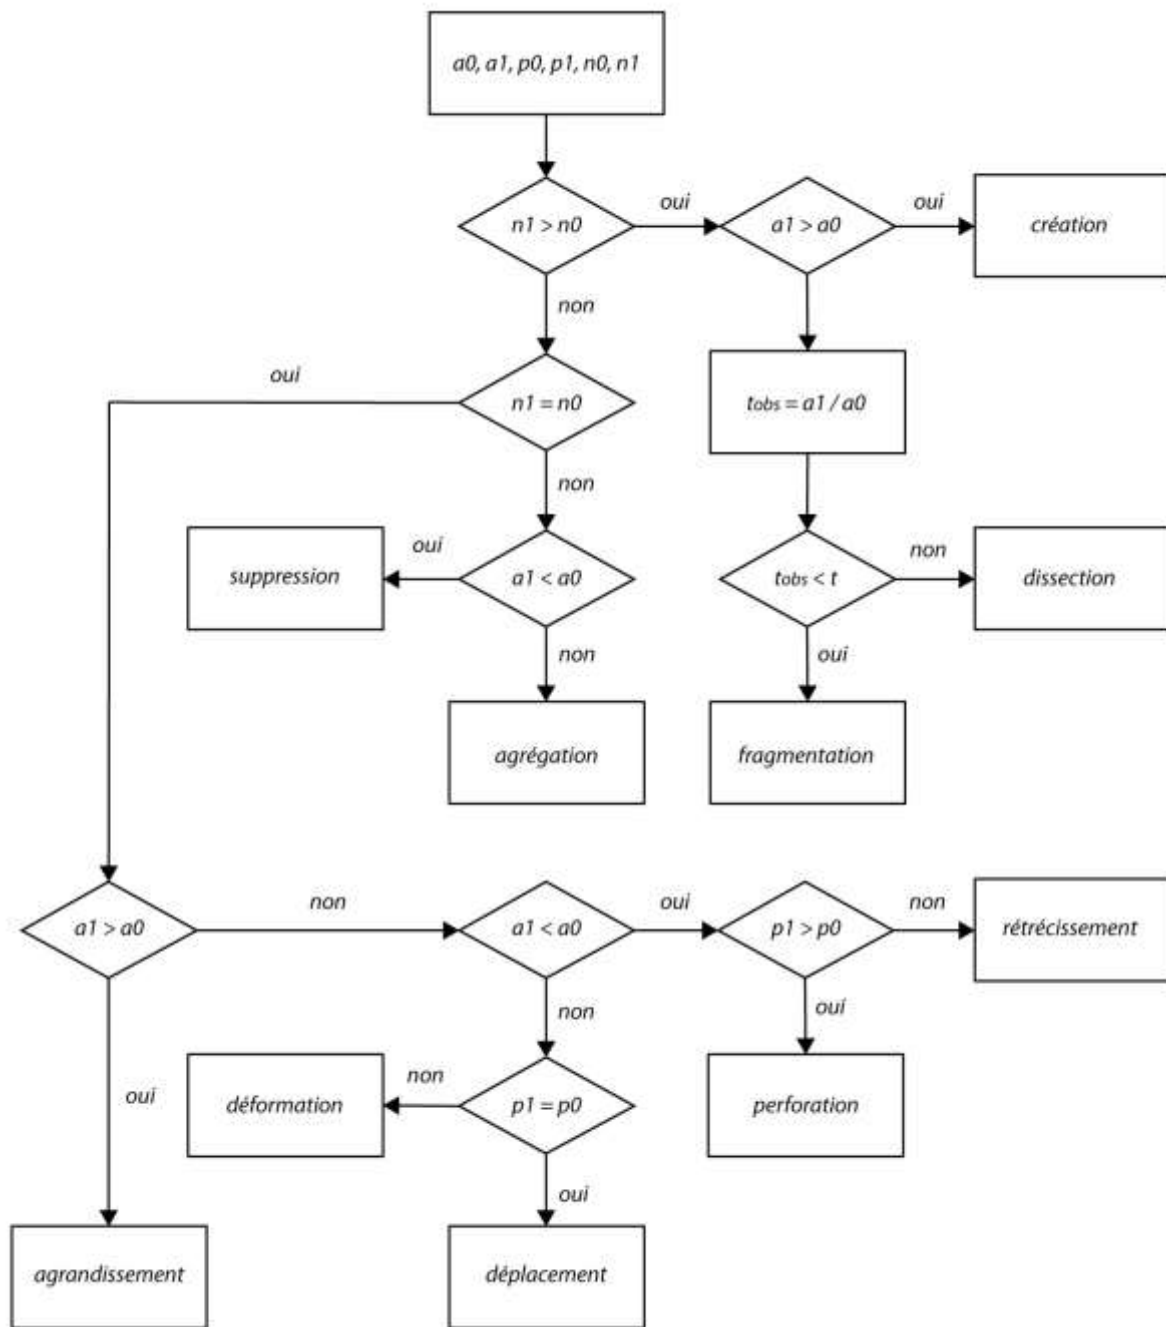 a0, a1, p0, p1, n0, n1
n1 > n0
oui
a1 > a0
oui
création
non
oui
n1 = n0
tobs = a1 / a0
non
suppression
oui
a1 < a0
tobs < t
non
dissection
non
oui
agrégation
fragmentation
a1 > a0
non
a1 < a0
oui
p1 > p0
non
rétrécissement
non
oui
oui
déformation
non
p1 = p0
perforation
oui
agrandissement
déplacement